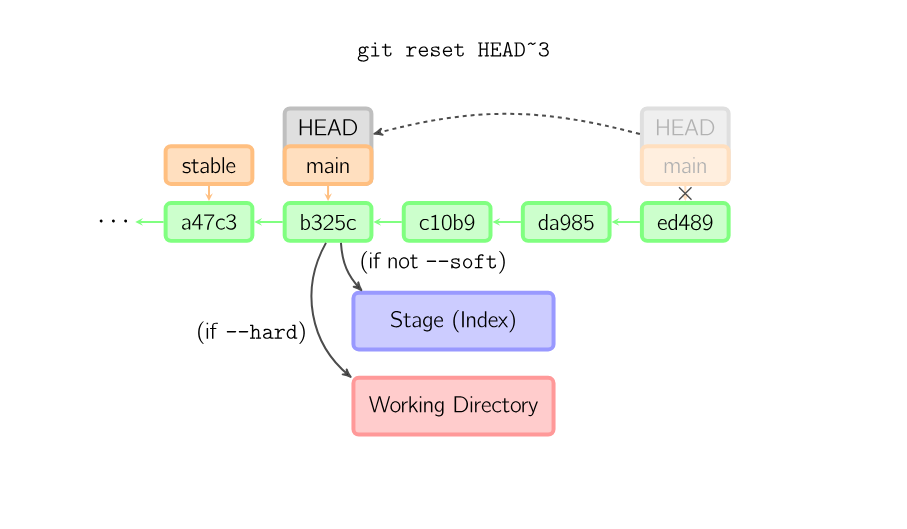 git reset HEAD~3
HEAD
HEAD
stable
main
main
... a47c3 b325c c10b9 da985 ed489
(if not --soft)
Stage (Index)
(if --hard)
Working Directory